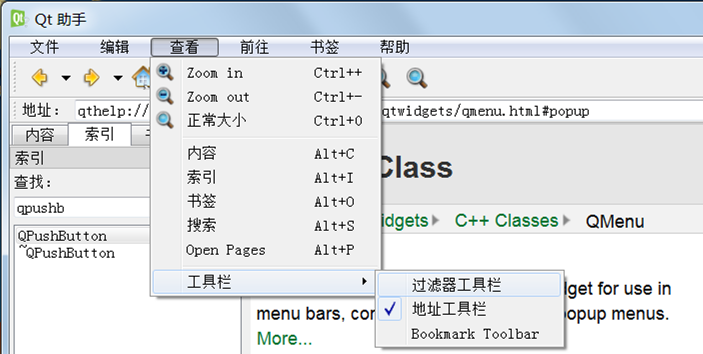 Qt 助手
文件 编辑 查看 前往 书签 帮助
Zoom in Ctrl++
Zoom out Ctrl+-
正常大小 Ctrl+0
内容 Alt+C
索引 Alt+I
书签 Alt+O
搜索 Alt+S
Open Pages Alt+P
工具栏
过滤器工具栏
地址工具栏
Bookmark Toolbar
地址: qthelp:// qtwidgets/qmenu.html#popup
内容 索引
索引
查找:
qpushb
QPushButton
~QPushButton
Class
C++ Classes QMenu
for use in
menu bars, popup menus.
More...